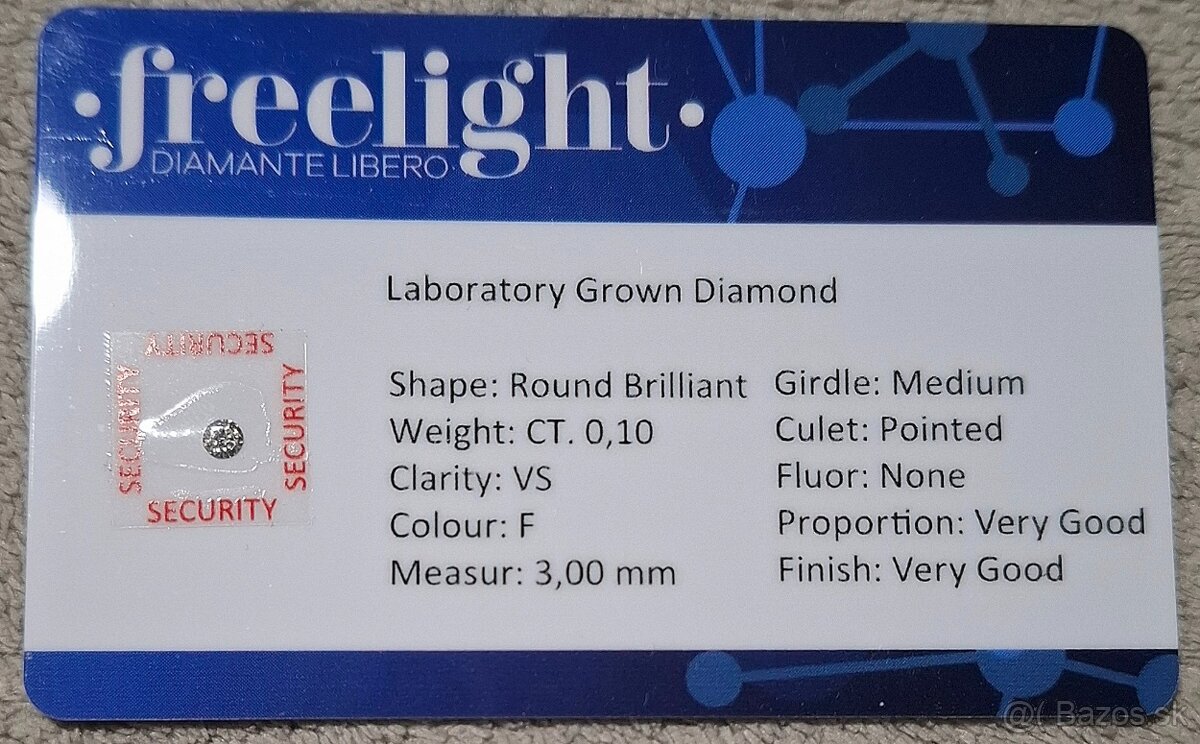 ·freelight·
DIAMANTE LIBERO
Laboratory Grown Diamond
SECURITY
SECURITY
SECURITY
SECURITY
Shape: Round Brilliant
Weight: CT. 0,10
Clarity: VS
Colour: F
Measur: 3,00 mm
Girdle: Medium
Culet: Pointed
Fluor: None
Proportion: Very Good
Finish: Very Good
Bazos.sk